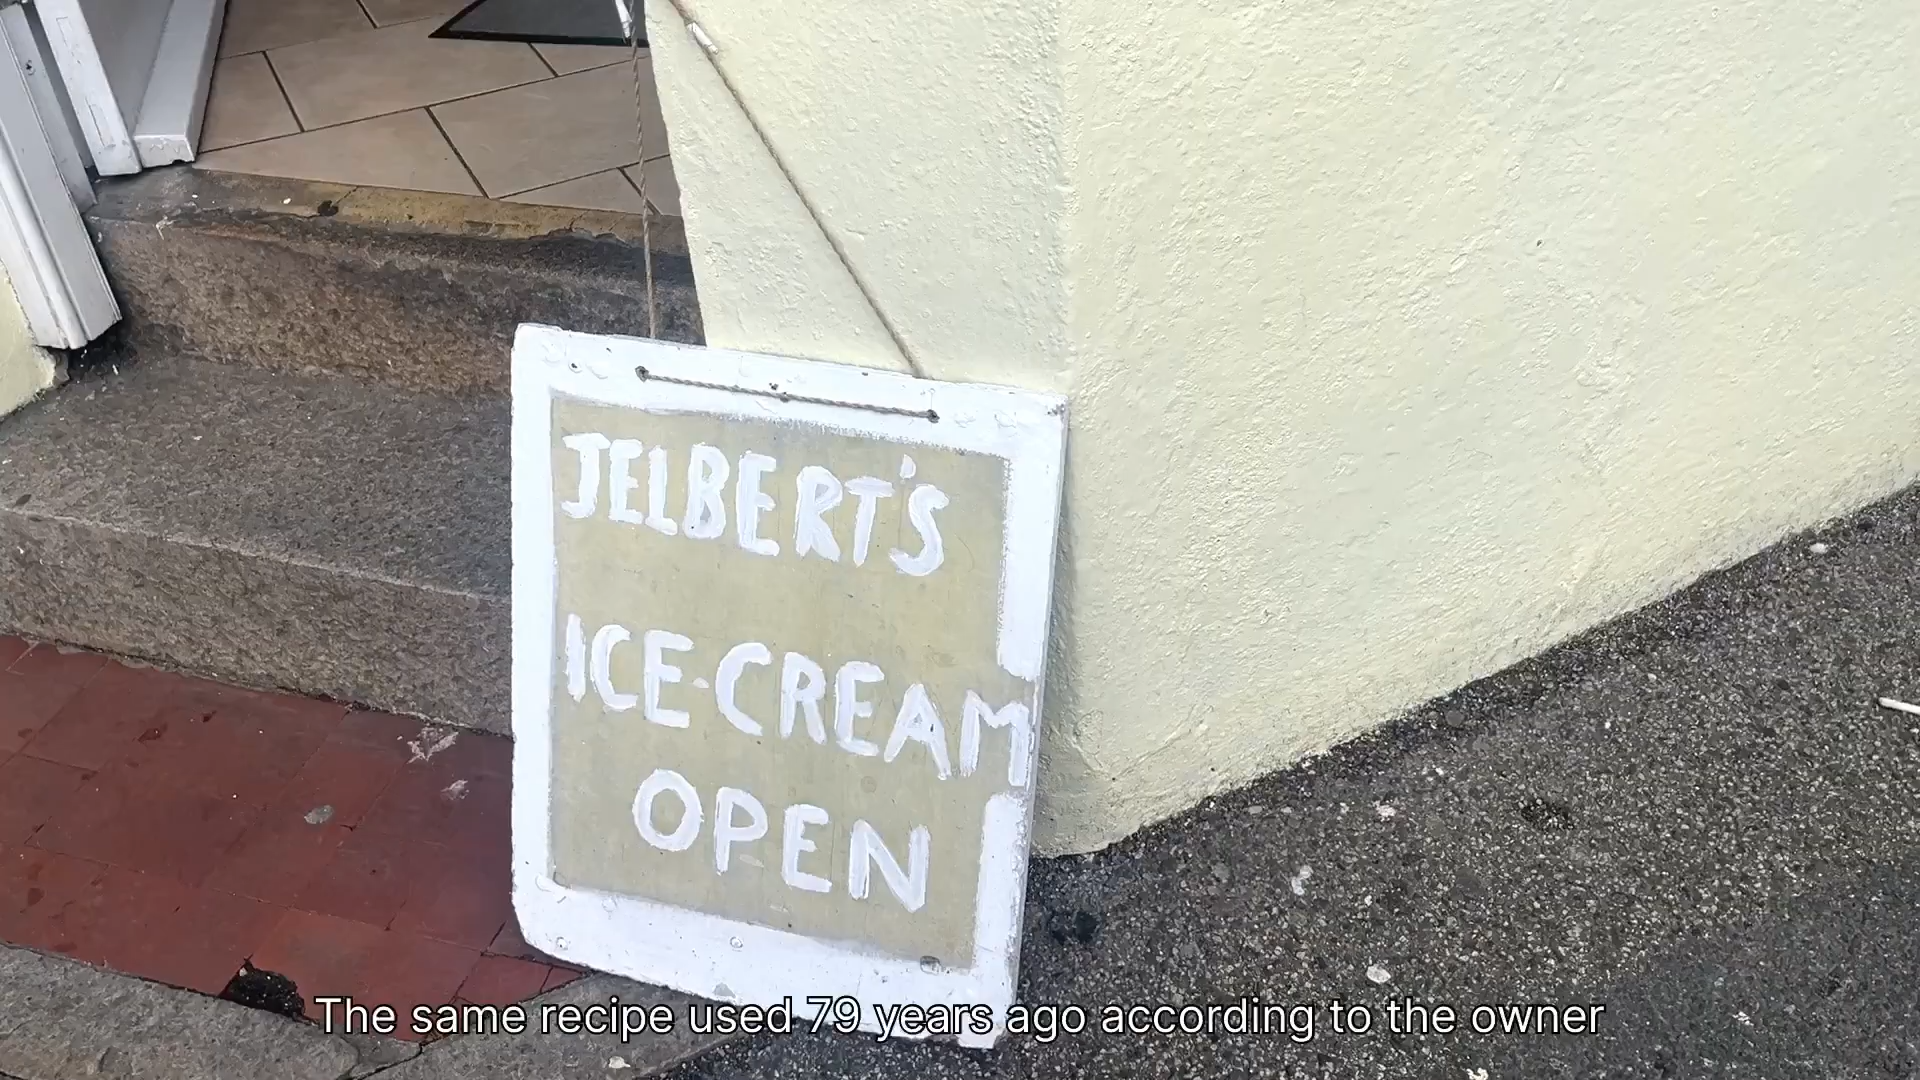 JELBERT'S
ICE-CREAM
OPEN
The same recipe used 79 years ago according to the owner